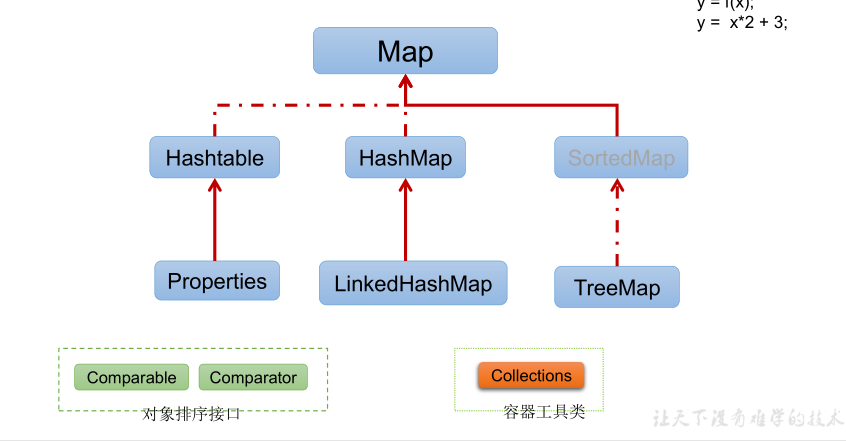 y = f(x);
y = x*2 + 3;
Map
Hashtable
HashMap
SortedMap
Properties
LinkedHashMap
TreeMap
Comparable
Comparator
对象排序接口
Collections
容器工具类
让天下没有难学的技术